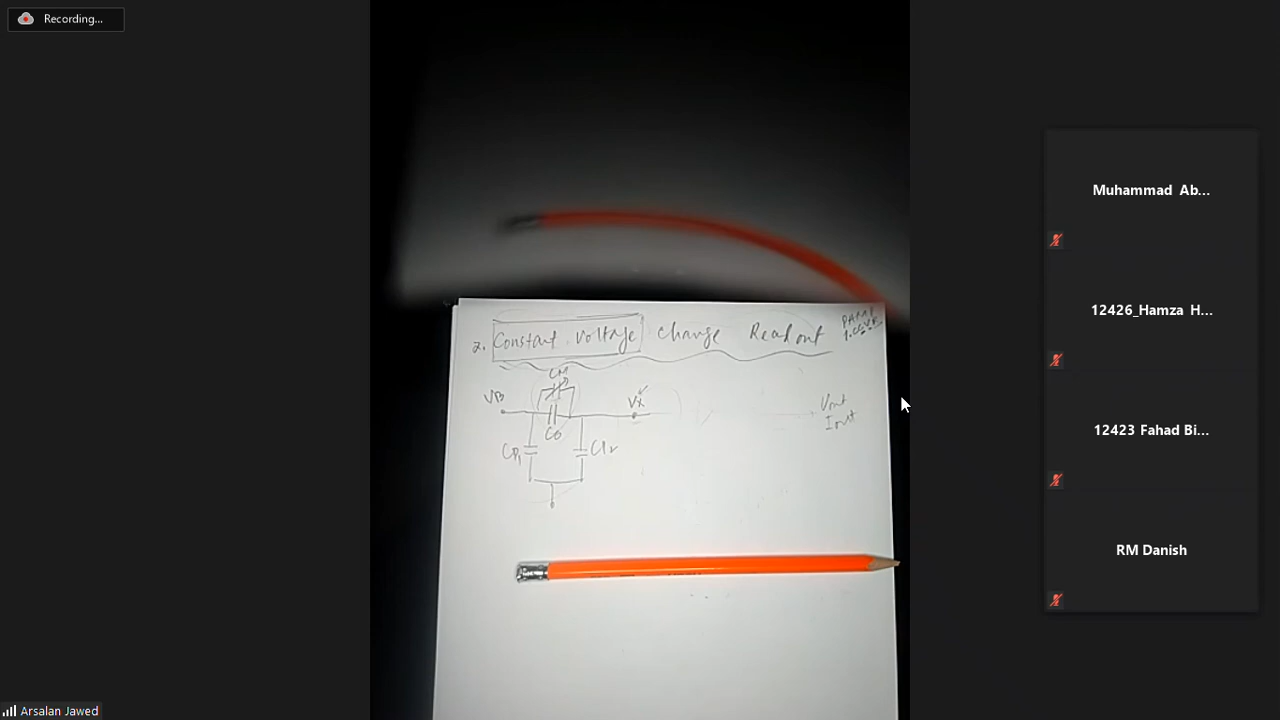 Recording...
2. Constant voltage change Readout
CM
VB
Vx
Vout
Iout
C0
CP1
CP2
Muhammad Ab...
12426_Hamza H...
12423 Fahad Bi...
RM Danish
Arsalan Jawed